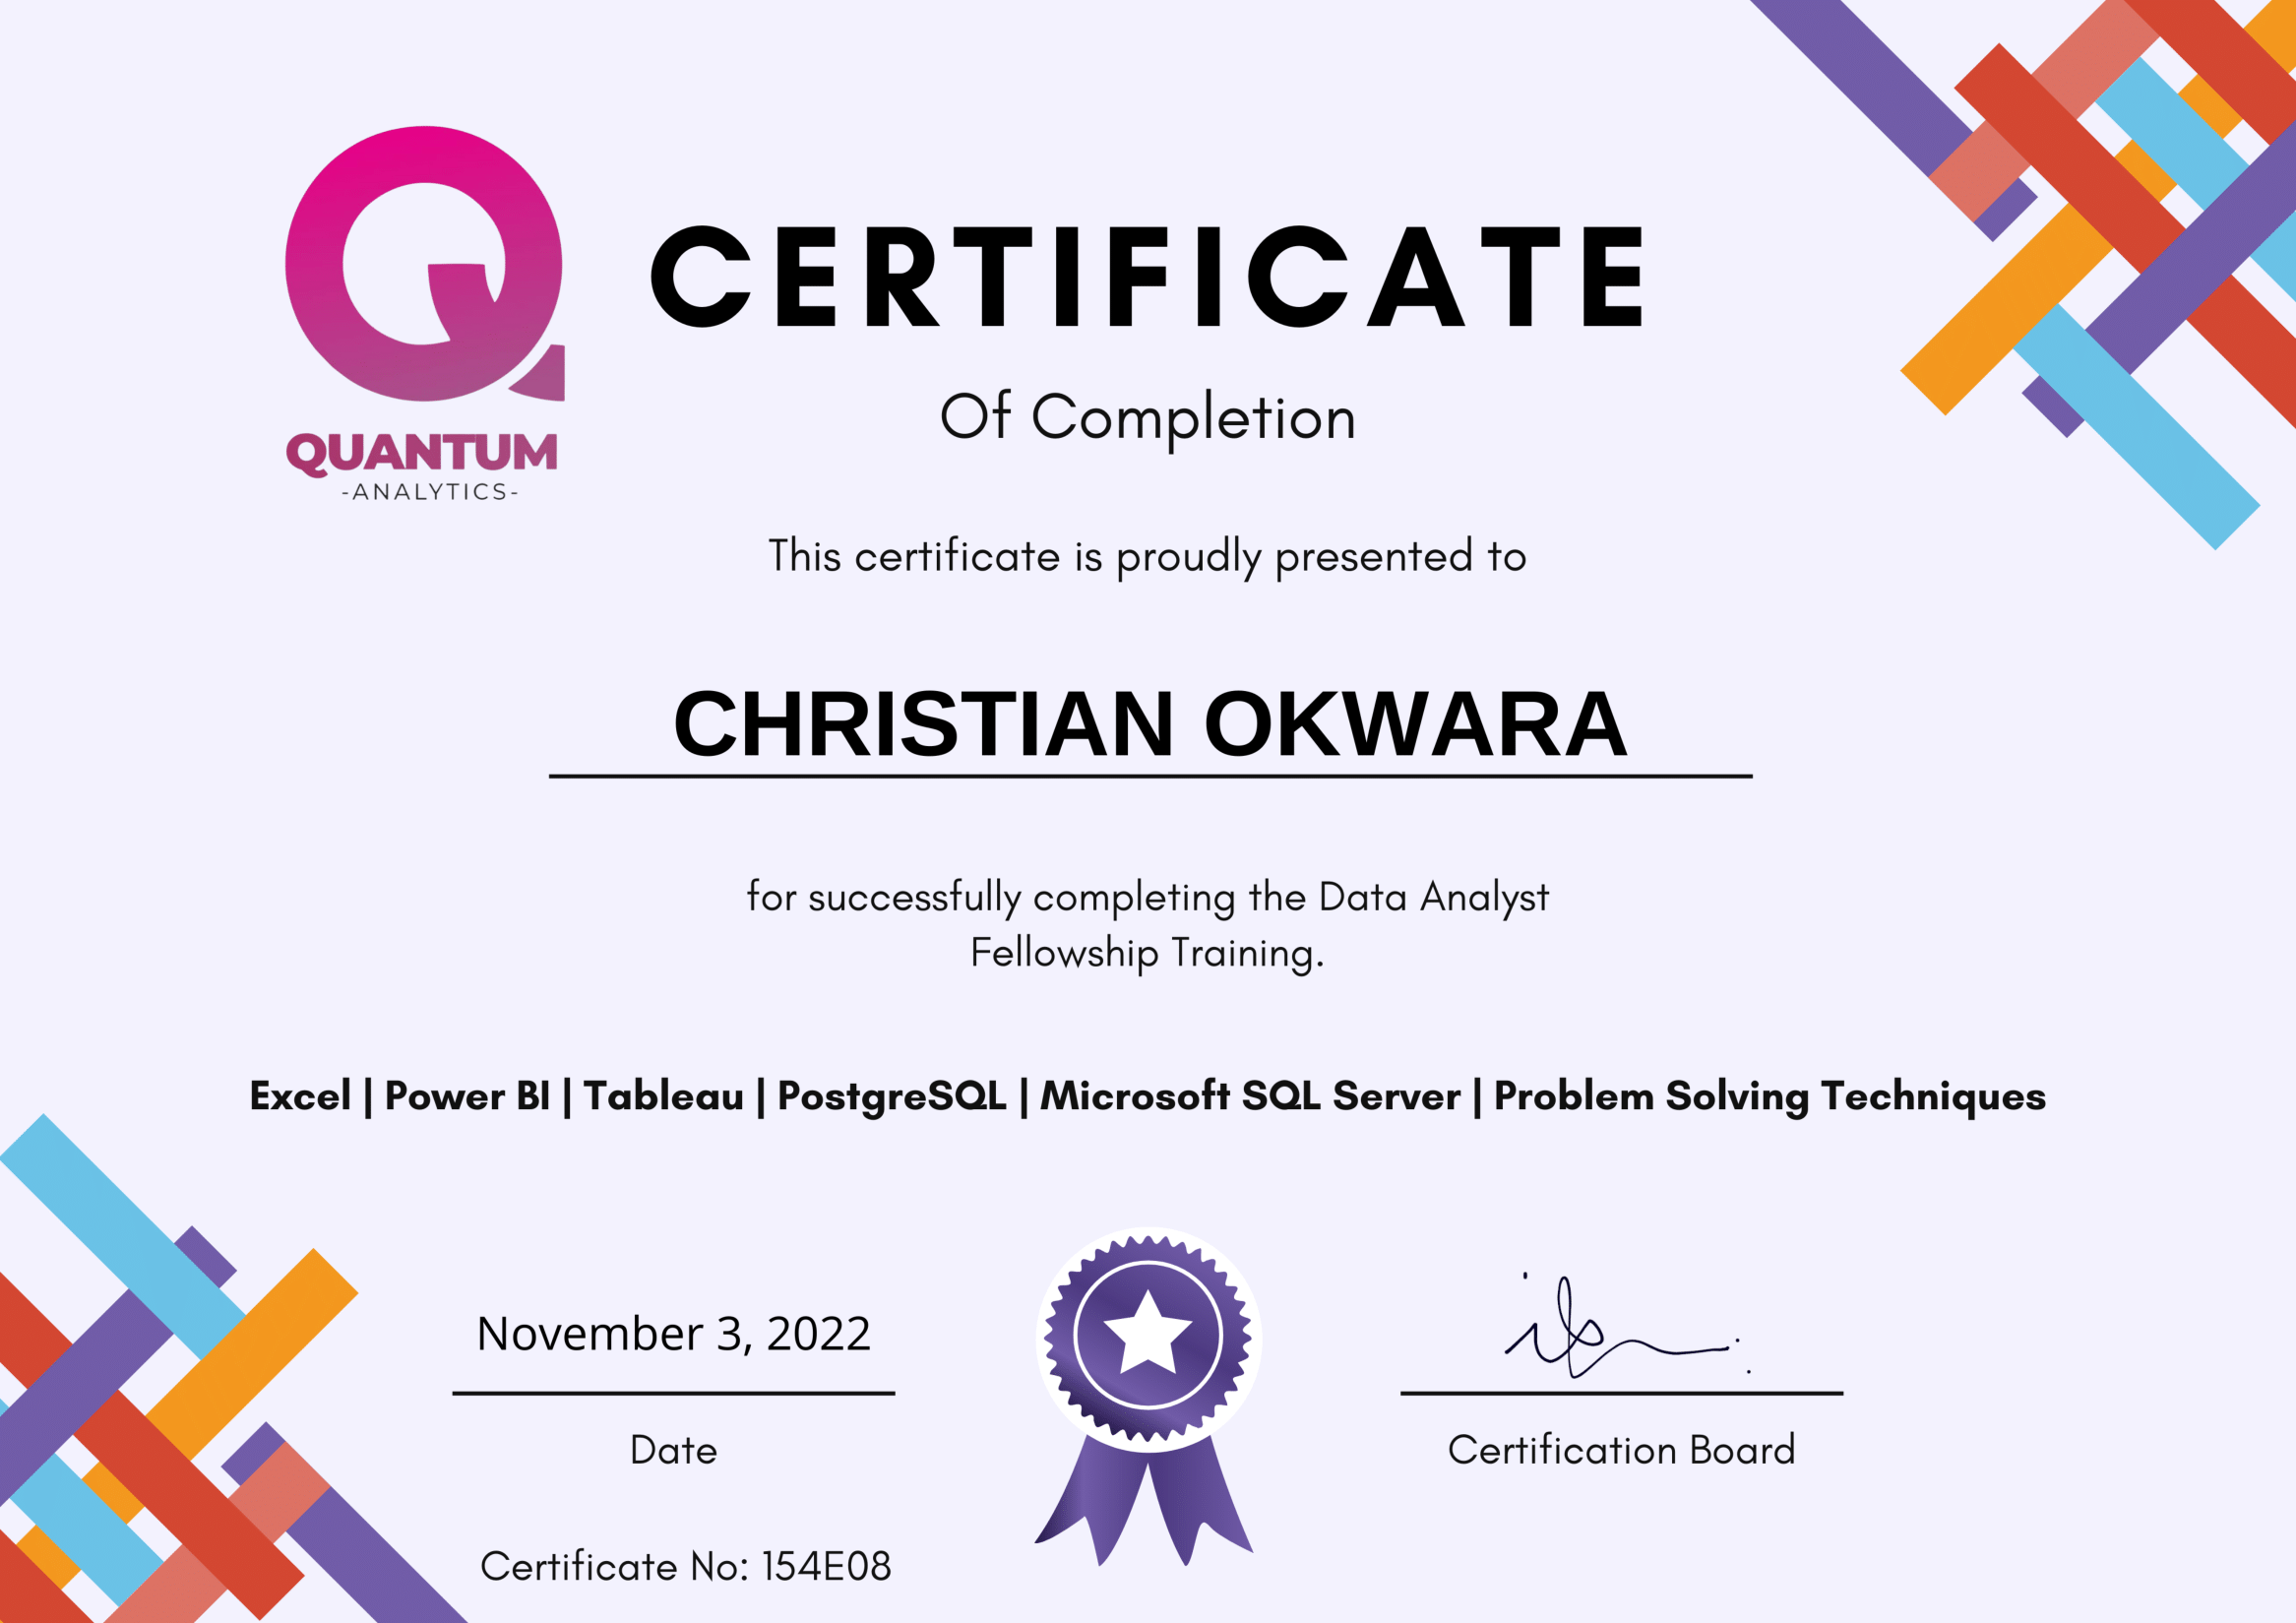 CERTIFICATE
Of Completion
QUANTUM
-ANALYTICS-
This certificate is proudly presented to
CHRISTIAN OKWARA
for successfully completing the Data Analyst
Fellowship Training.
Excel | Power BI | Tableau | PostgreSQL | Microsoft SQL Server | Problem Solving Techniques
November 3, 2022
Date
Certification Board
Certificate No: 154E08